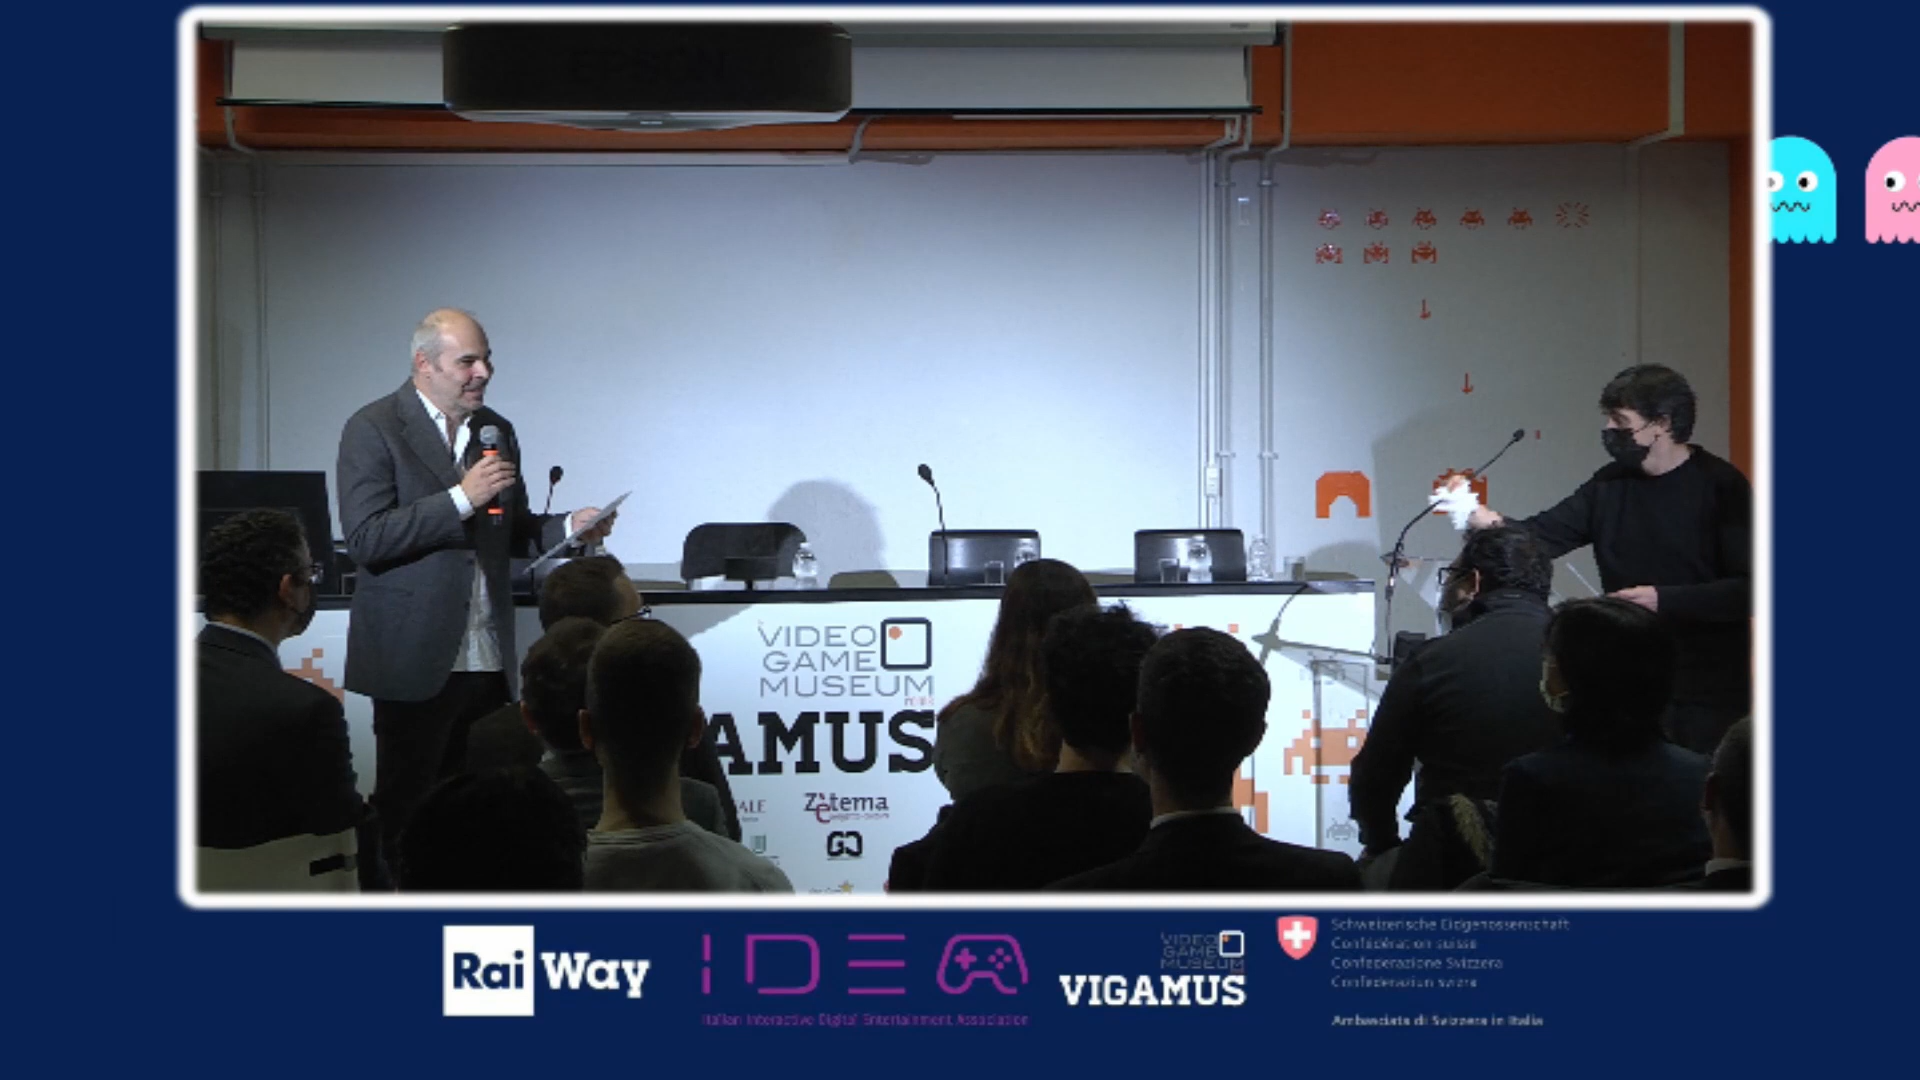 VIDEO
GAME
MUSEUM
AMUS
ALE
Zètema
Rai Way
IDEA
Italian Interactive Digital Entertainment Association
VIDEO
GAME
MUSEUM
VIGAMUS
Schweizerische Eidgenossenschaft
Confédération suisse
Confederazione Svizzera
Confederaziun svizra
Ambasciata di Svizzera in Italia